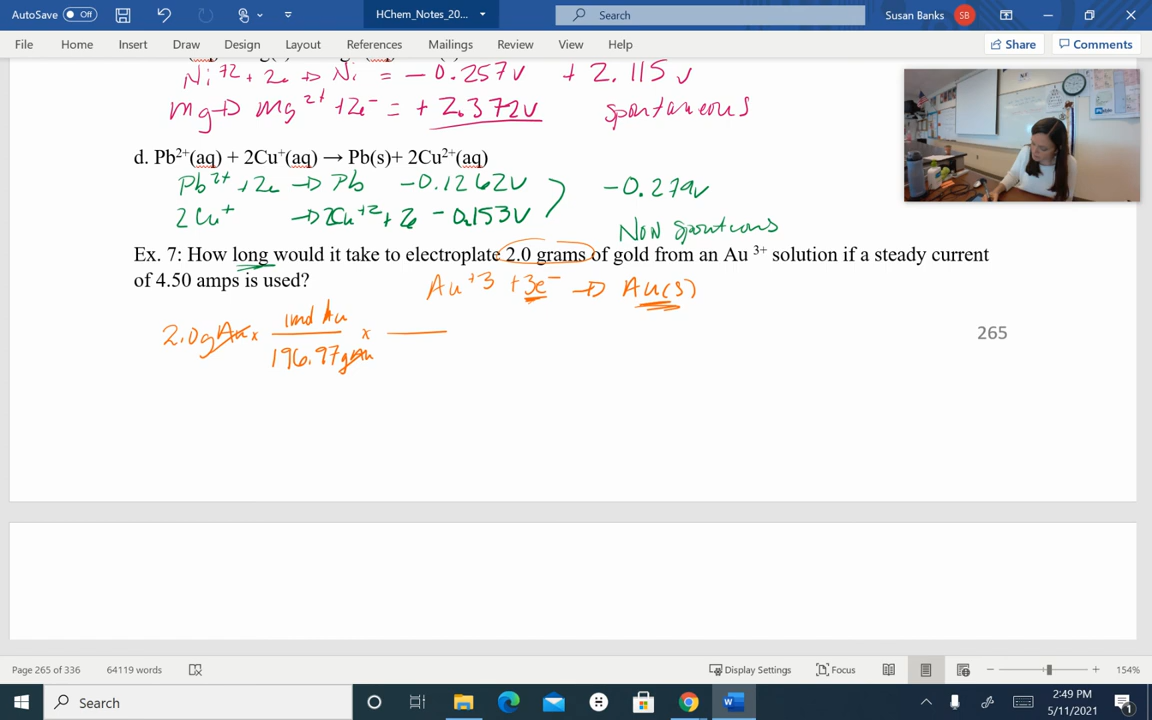 AutoSave Off HChem_Notes_20... Search Susan Banks SB
File Home Insert Draw Design Layout References Mailings Review View Help Share Comments
Ni +2 + 2e → Ni = -0.257v + 2.115 v
Mg → Mg 2+ + 2e- = + 2.372v spontaneous
d. Pb2+(aq) + 2Cu+(aq) → Pb(s)+ 2Cu2+(aq)
Pb2+ + 2e → Pb -0.1262v -0.279v
2Cu+ → 2Cu+2 + 2e -0.153v
Non spontaneous
Ex. 7: How long would it take to electroplate 2.0 grams of gold from an Au 3+ solution if a steady current
of 4.50 amps is used?
Au+3 + 3e- → Au(s)
2.0g Au x 1mol Au x
196.97g Au
265
Page 265 of 336 64119 words Display Settings Focus 154%
Search 2:49 PM
5/11/2021 1